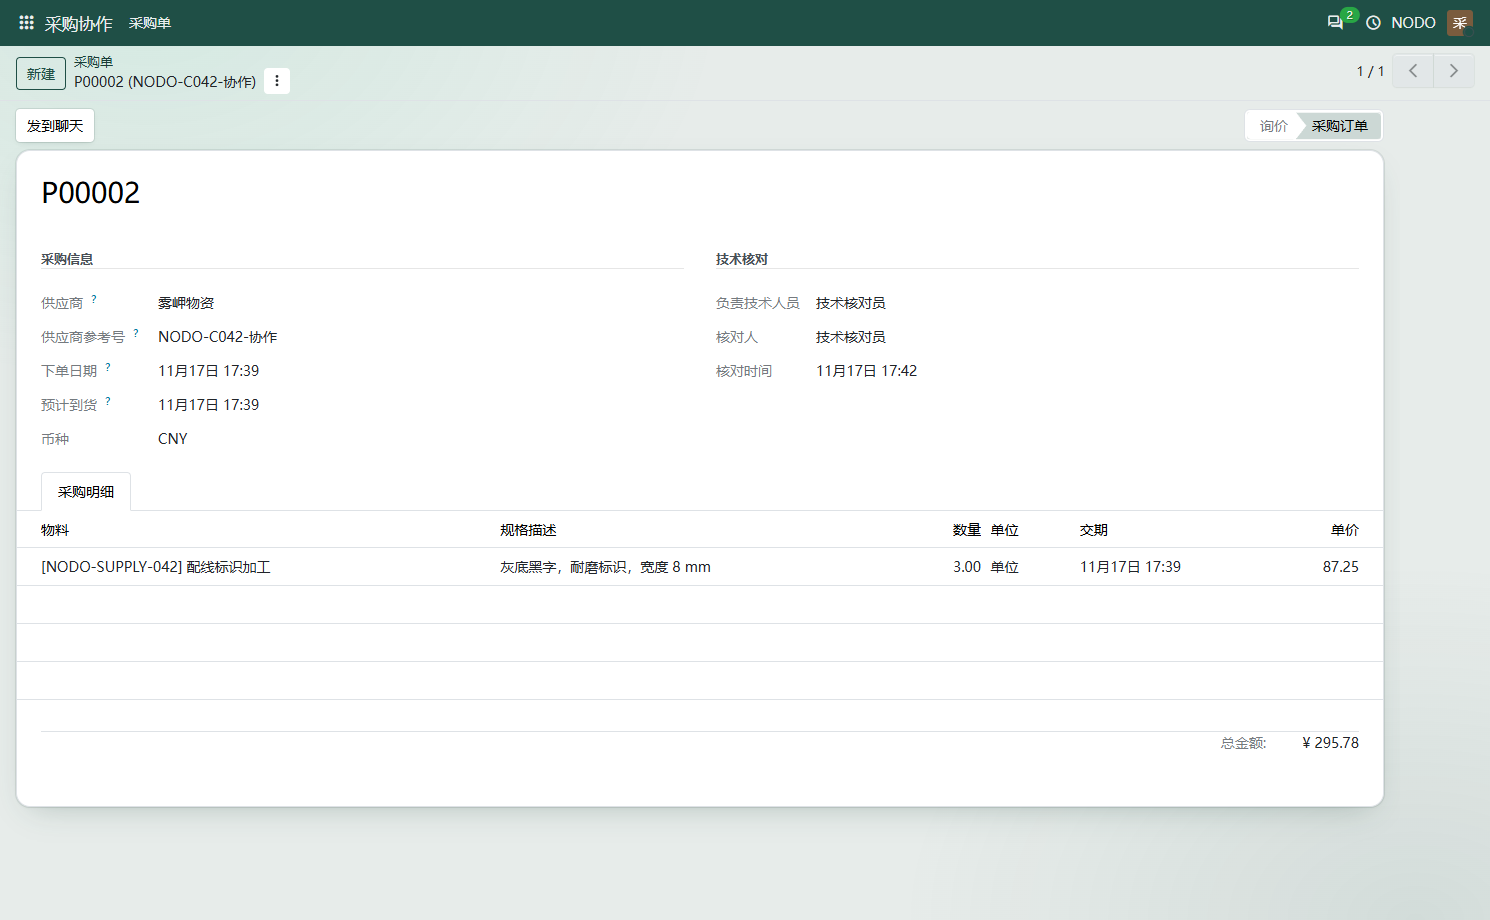 采购协作 采购单 2 NODO 采
新建 采购单
P00002 (NODO-C042-协作)
1 / 1
发到聊天 询价 采购订单
P00002
采购信息
供应商 ? 雾岬物资
供应商参考号 ? NODO-C042-协作
下单日期 ? 11月17日 17:39
预计到货 ? 11月17日 17:39
币种 CNY
技术核对
负责技术人员 技术核对员
核对人 技术核对员
核对时间 11月17日 17:42
采购明细
物料 规格描述 数量 单位 交期 单价
[NODO-SUPPLY-042] 配线标识加工 灰底黑字，耐磨标识，宽度 8 mm 3.00 单位 11月17日 17:39 87.25
总金额: ¥ 295.78